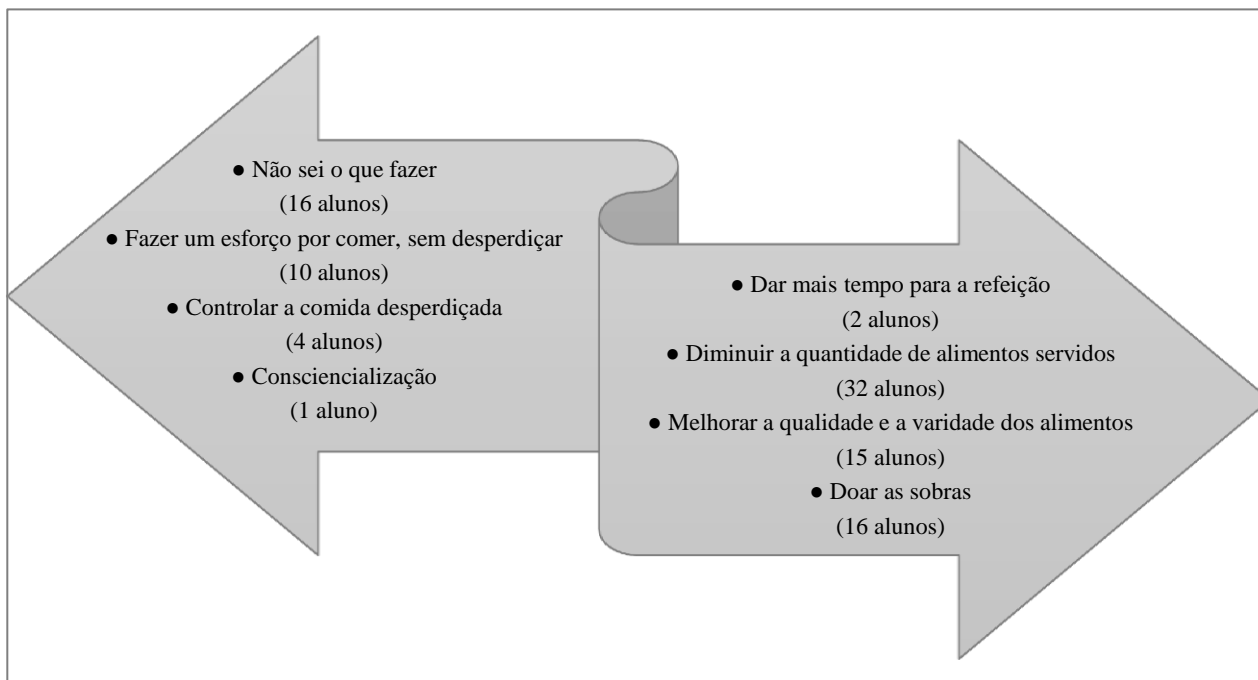 ● Não sei o que fazer
(16 alunos)
● Fazer um esforço por comer, sem desperdiçar
(10 alunos)
● Controlar a comida desperdiçada
(4 alunos)
● Consciencialização
(1 aluno)
● Dar mais tempo para a refeição
(2 alunos)
● Diminuir a quantidade de alimentos servidos
(32 alunos)
● Melhorar a qualidade e a varidade dos alimentos
(15 alunos)
● Doar as sobras
(16 alunos)